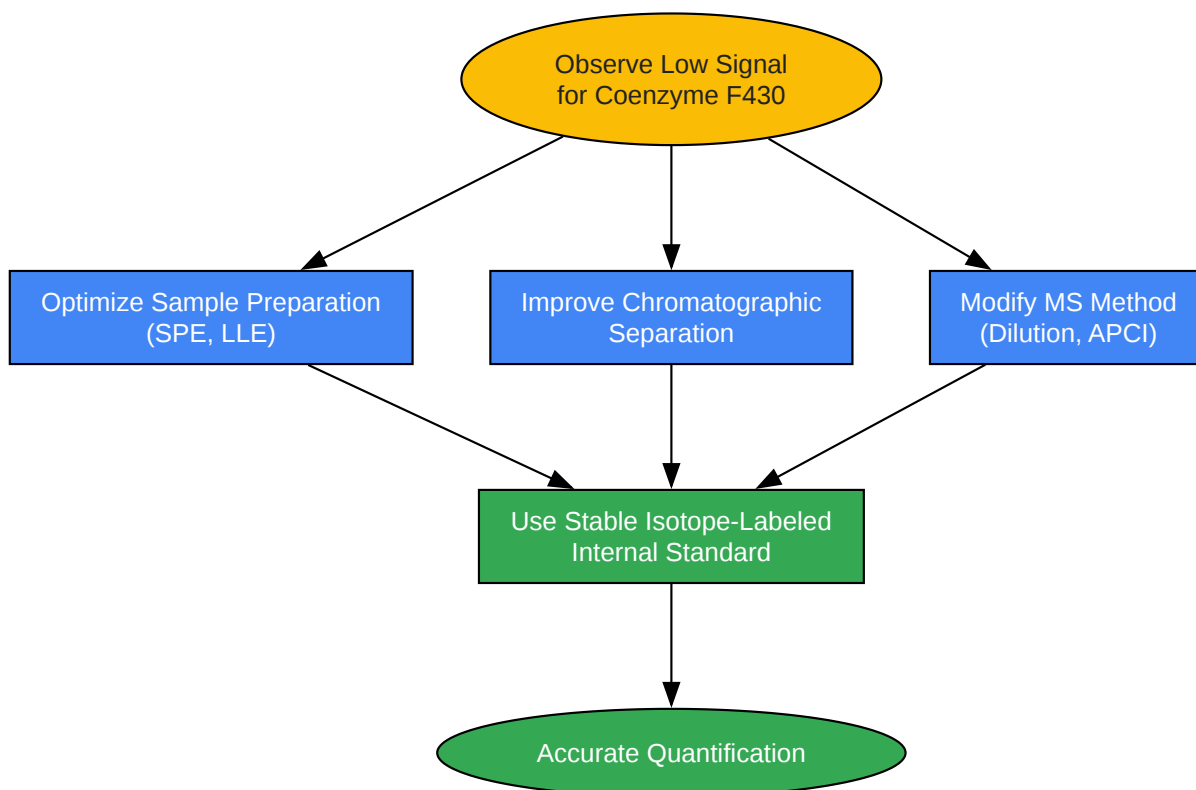 Observe Low Signal
for Coenzyme F430
Optimize Sample Preparation
(SPE, LLE)
Improve Chromatographic
Separation
Modify MS Method
(Dilution, APCI)
Use Stable Isotope-Labeled
Internal Standard
Accurate Quantification